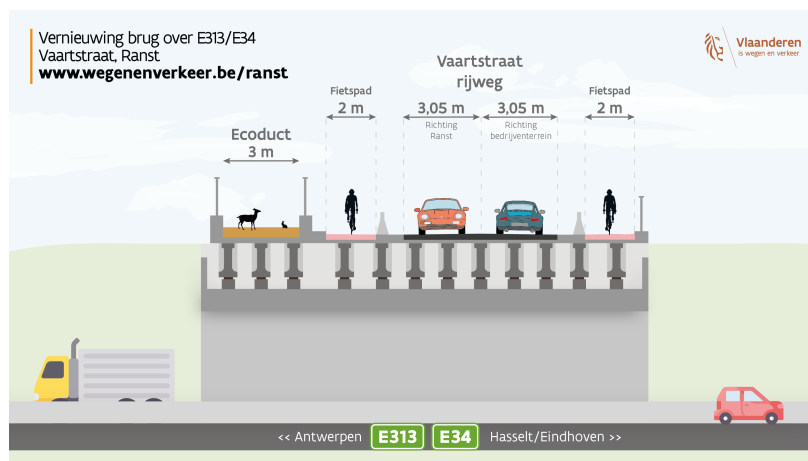 Vernieuwing brug over E313/E34
Vaartstraat, Ranst
www.wegenenverkeer.be/ranst
Vlaanderen
is wegen en verkeer
Vaartstraat
rijweg
Fietspad
2 m
3,05 m
Richting
Ranst
3,05 m
Richting
bedrijventerrein
Fietspad
2 m
Ecoduct
3 m
<< Antwerpen E313 E34 Hasselt/Eindhoven >>